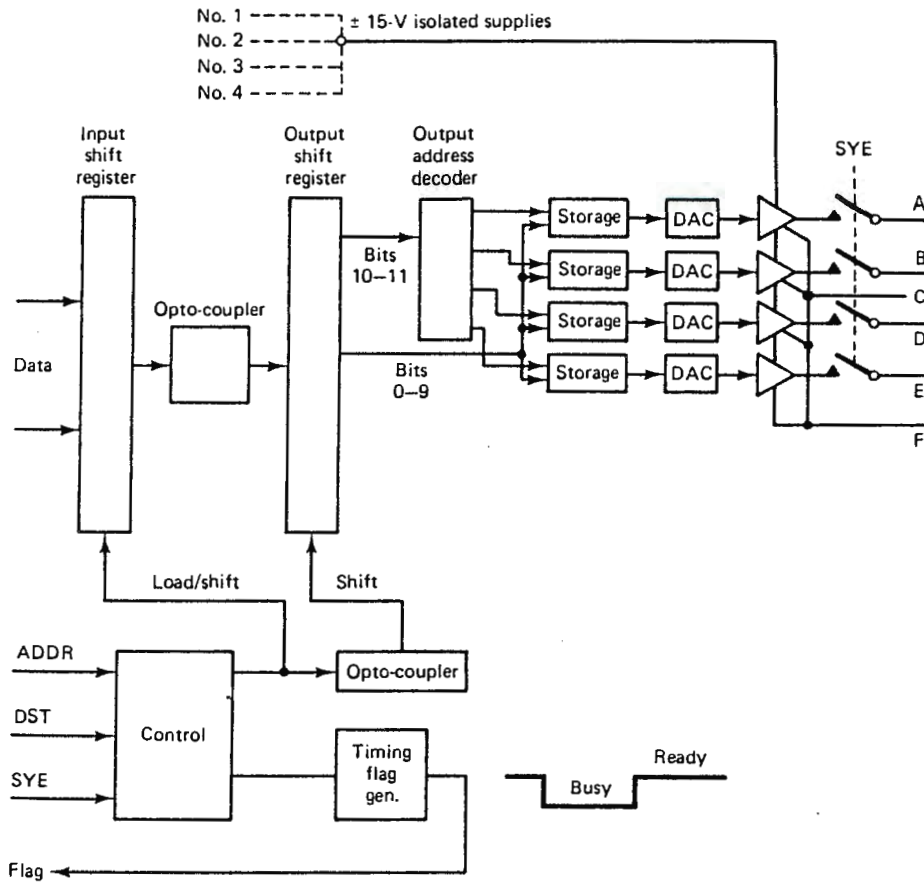 No. 1
± 15-V isolated supplies
No. 2
No. 3
No. 4
Input
shift
register
Output
shift
register
Output
address
decoder
SYE
Storage
DAC
A
Bits
10—11
Storage
DAC
B
C
Opto-coupler
Storage
DAC
D
Data
Bits
0—9
Storage
DAC
E
F
Load/shift
Shift
ADDR
Opto-coupler
DST
Control
Timing
flag
gen.
SYE
Busy
Ready
Flag